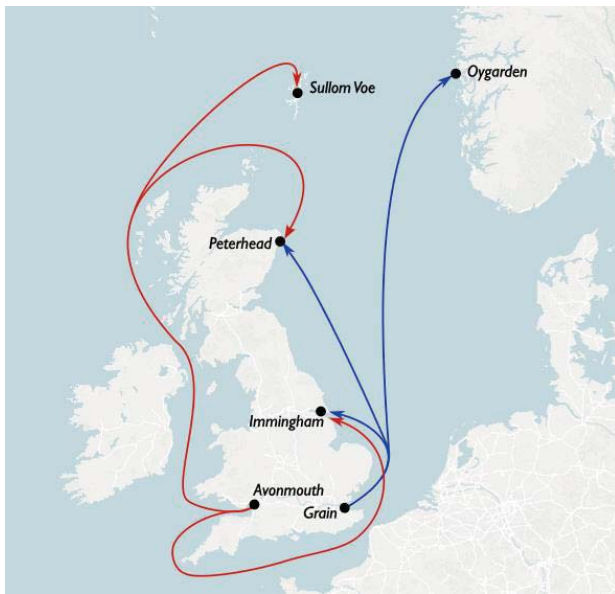 Oygarden
Sullom Voe
Peterhead
Immingham
Avonmouth
Grain